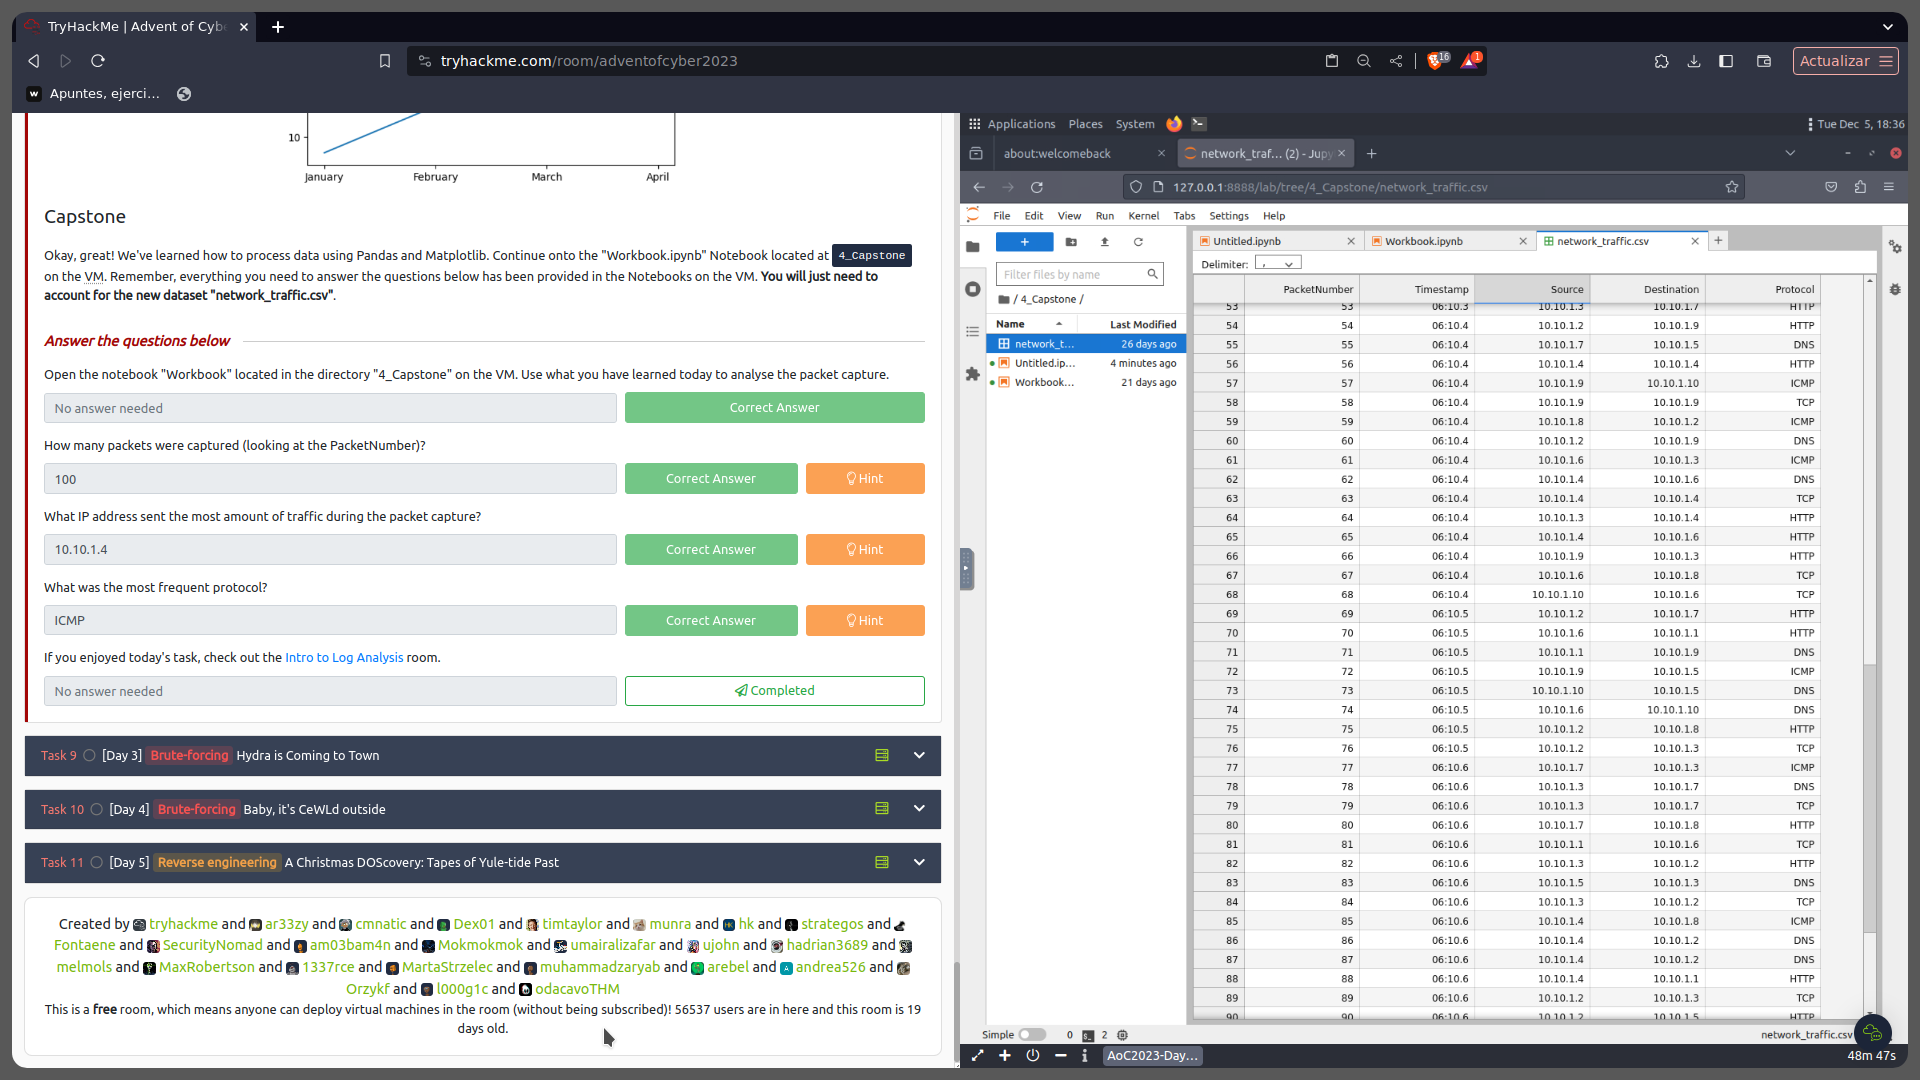 TryHackMe | Advent of Cyb
tryhackme.com/room/adventofcyber2023
16
1
Actualizar
w Apuntes, ejerci...
10
January February March April
Capstone
Okay, great! We've learned how to process data using Pandas and Matplotlib. Continue onto the "Workbook.ipynb" Notebook located at 4_Capstone
on the VM. Remember, everything you need to answer the questions below has been provided in the Notebooks on the VM. You will just need to
account for the new dataset "network_traffic.csv".
Answer the questions below
Open the notebook "Workbook" located in the directory "4_Capstone" on the VM. Use what you have learned today to analyse the packet capture.
No answer needed Correct Answer
How many packets were captured (looking at the PacketNumber)?
100 Correct Answer Hint
What IP address sent the most amount of traffic during the packet capture?
10.10.1.4 Correct Answer Hint
What was the most frequent protocol?
ICMP Correct Answer Hint
If you enjoyed today's task, check out the Intro to Log Analysis room.
No answer needed Completed
Task 9 [Day 3] Brute-forcing Hydra is Coming to Town
Task 10 [Day 4] Brute-forcing Baby, it's CeWLd outside
Task 11 [Day 5] Reverse engineering A Christmas DOScovery: Tapes of Yule-tide Past
Created by tryhackme and ar33zy and cmnatic and Dex01 and timtaylor and munra and hk and strategos and
Fontaene and SecurityNomad and am03bam4n and Mokmokmok and umairalizafar and ujohn and hadrian3689 and
melmols and MaxRobertson and 1337rce and MartaStrzelec and muhammadzaryab and arebel and andrea526 and
Orzykf and l000g1c and odacavoTHM
This is a free room, which means anyone can deploy virtual machines in the room (without being subscribed)! 56537 users are in here and this room is 19
days old.
Applications Places System Tue Dec 5, 18:36
about:welcomeback
network_traf... (2) - Jupy
127.0.0.1:8888/lab/tree/4_Capstone/network_traffic.csv
File Edit View Run Kernel Tabs Settings Help
Filter files by name
/ 4_Capstone /
Name Last Modified
network_t... 26 days ago
Untitled.ip... 4 minutes ago
Workbook... 21 days ago
Untitled.ipynb
Workbook.ipynb
network_traffic.csv
Delimiter: ,
PacketNumber Timestamp Source Destination Protocol
53 53 06:10.3 10.10.1.3 10.10.1.7 HTTP
54 54 06:10.4 10.10.1.2 10.10.1.9 HTTP
55 55 06:10.4 10.10.1.7 10.10.1.5 DNS
56 56 06:10.4 10.10.1.4 10.10.1.4 HTTP
57 57 06:10.4 10.10.1.9 10.10.1.10 ICMP
58 58 06:10.4 10.10.1.9 10.10.1.9 TCP
59 59 06:10.4 10.10.1.8 10.10.1.2 ICMP
60 60 06:10.4 10.10.1.2 10.10.1.9 DNS
61 61 06:10.4 10.10.1.6 10.10.1.3 ICMP
62 62 06:10.4 10.10.1.4 10.10.1.6 DNS
63 63 06:10.4 10.10.1.4 10.10.1.4 TCP
64 64 06:10.4 10.10.1.3 10.10.1.4 HTTP
65 65 06:10.4 10.10.1.4 10.10.1.6 HTTP
66 66 06:10.4 10.10.1.9 10.10.1.3 HTTP
67 67 06:10.4 10.10.1.6 10.10.1.8 TCP
68 68 06:10.4 10.10.1.10 10.10.1.6 TCP
69 69 06:10.5 10.10.1.2 10.10.1.7 HTTP
70 70 06:10.5 10.10.1.6 10.10.1.1 HTTP
71 71 06:10.5 10.10.1.1 10.10.1.9 DNS
72 72 06:10.5 10.10.1.9 10.10.1.5 ICMP
73 73 06:10.5 10.10.1.10 10.10.1.5 DNS
74 74 06:10.5 10.10.1.6 10.10.1.10 DNS
75 75 06:10.5 10.10.1.2 10.10.1.8 HTTP
76 76 06:10.5 10.10.1.2 10.10.1.3 TCP
77 77 06:10.6 10.10.1.7 10.10.1.3 ICMP
78 78 06:10.6 10.10.1.3 10.10.1.7 DNS
79 79 06:10.6 10.10.1.3 10.10.1.7 TCP
80 80 06:10.6 10.10.1.7 10.10.1.8 HTTP
81 81 06:10.6 10.10.1.1 10.10.1.6 TCP
82 82 06:10.6 10.10.1.3 10.10.1.2 HTTP
83 83 06:10.6 10.10.1.5 10.10.1.3 DNS
84 84 06:10.6 10.10.1.3 10.10.1.2 TCP
85 85 06:10.6 10.10.1.4 10.10.1.8 ICMP
86 86 06:10.6 10.10.1.4 10.10.1.2 DNS
87 87 06:10.6 10.10.1.4 10.10.1.2 DNS
88 88 06:10.6 10.10.1.4 10.10.1.1 HTTP
89 89 06:10.6 10.10.1.2 10.10.1.3 TCP
90 90 06:10.6 10.10.1.2 10.10.1.5 HTTP
Simple 0 2 network_traffic.csv
AoC2023-Day... 48m 47s